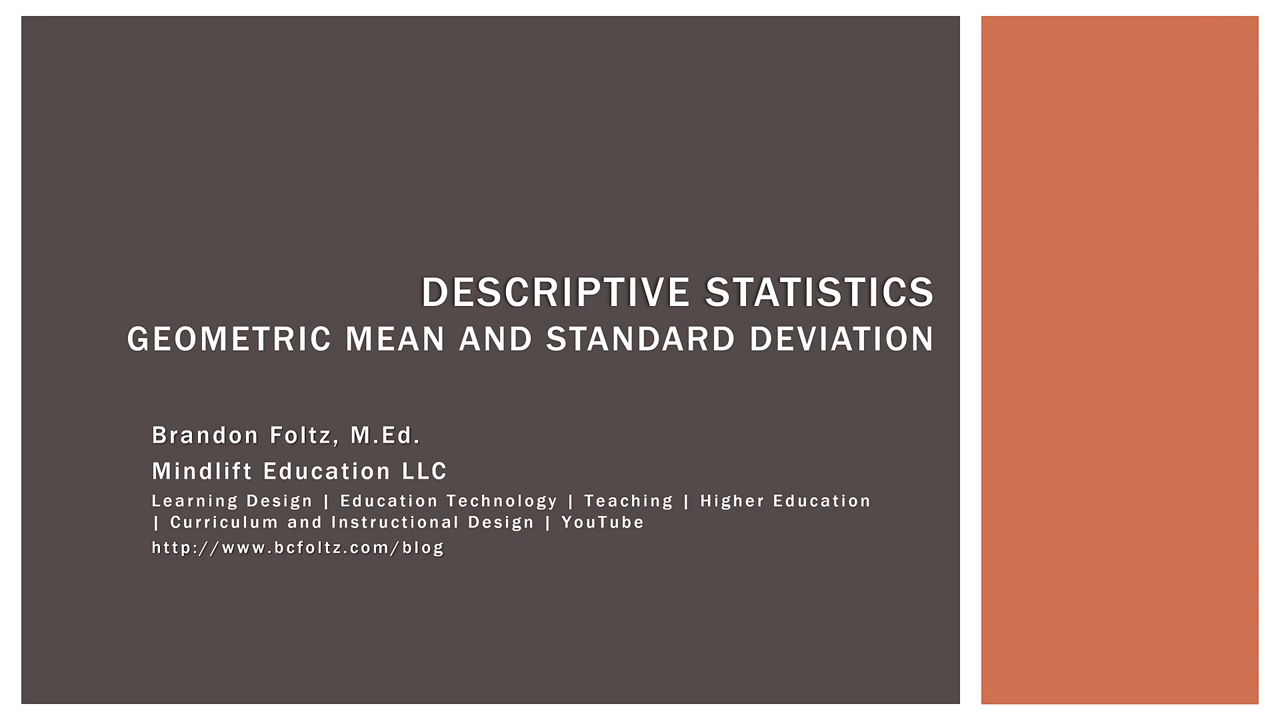 DESCRIPTIVE STATISTICS
GEOMETRIC MEAN AND STANDARD DEVIATION
Brandon Foltz, M.Ed.
Mindlift Education LLC
Learning Design | Education Technology | Teaching | Higher Education
| Curriculum and Instructional Design | YouTube
http://www.bcfoltz.com/blog